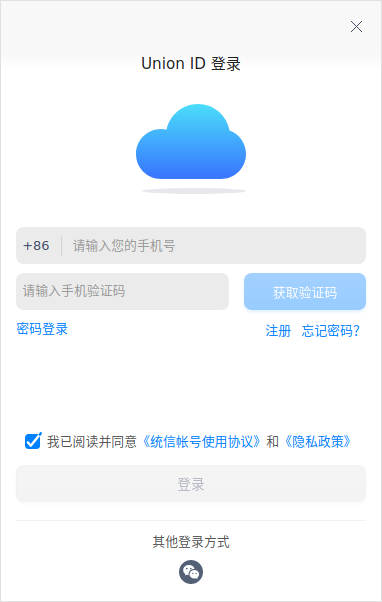 Union ID 登录
+86 请输入您的手机号
请输入手机验证码 获取验证码
密码登录 注册 忘记密码?
我已阅读并同意《统信帐号使用协议》和《隐私政策》
登录
其他登录方式